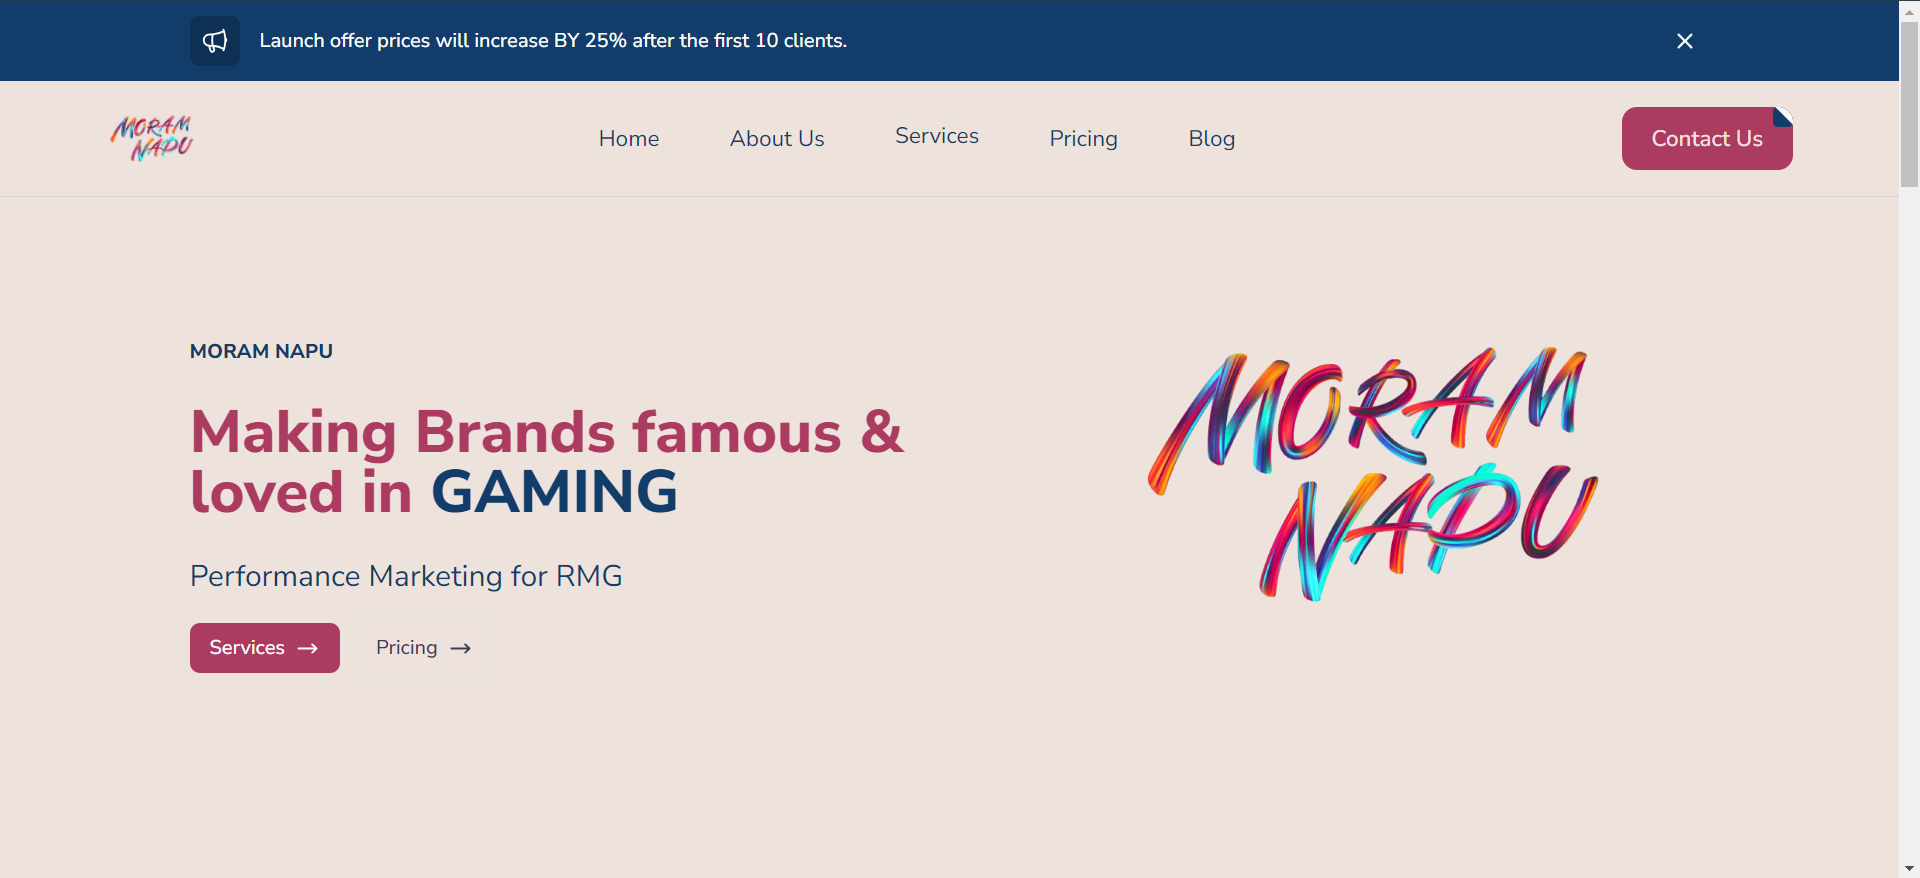 Launch offer prices will increase BY 25% after the first 10 clients.
MORAM
NAPU
Home
About Us
Services
Pricing
Blog
Contact Us
MORAM NAPU
Making Brands famous &
loved in GAMING
Performance Marketing for RMG
Services
Pricing
MORAM
NAPU